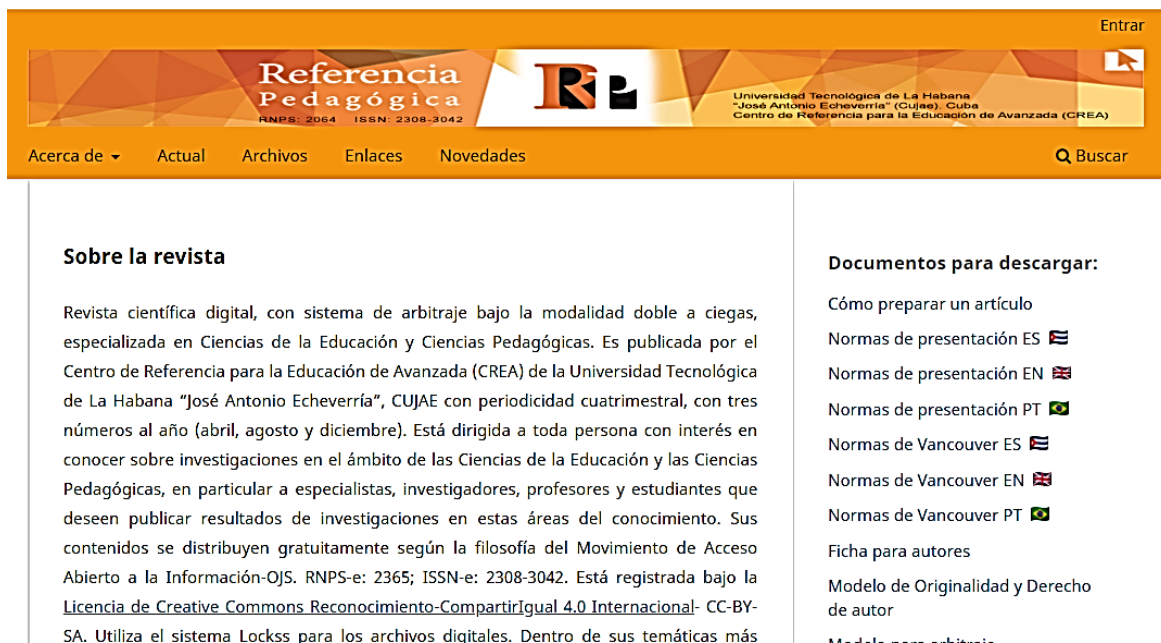 Entrar
Referencia
Pedagógica
RNPS: 2064 ISSN: 2308-3042
Universidad Tecnológica de La Habana
"José Antonio Echeverría" (Cujae). Cuba
Centro de Referencia para la Educación de Avanzada (CREA)
Acerca de
Actual
Archivos
Enlaces
Novedades
Buscar
Sobre la revista
Revista científica digital, con sistema de arbitraje bajo la modalidad doble a ciegas,
especializada en Ciencias de la Educación y Ciencias Pedagógicas. Es publicada por el
Centro de Referencia para la Educación de Avanzada (CREA) de la Universidad Tecnológica
de La Habana "José Antonio Echeverría", CUJAE con periodicidad cuatrimestral, con tres
números al año (abril, agosto y diciembre). Está dirigida a toda persona con interés en
conocer sobre investigaciones en el ámbito de las Ciencias de la Educación y las Ciencias
Pedagógicas, en particular a especialistas, investigadores, profesores y estudiantes que
deseen publicar resultados de investigaciones en estas áreas del conocimiento. Sus
contenidos se distribuyen gratuitamente según la filosofía del Movimiento de Acceso
Abierto a la Información-OJS. RNPS-e: 2365; ISSN-e: 2308-3042. Está registrada bajo la
Licencia de Creative Commons Reconocimiento-CompartirIgual 4.0 Internacional- CC-BY-
SA. Utiliza el sistema Lockss para los archivos digitales. Dentro de sus temáticas más
Documentos para descargar:
Cómo preparar un artículo
Normas de presentación ES
Normas de presentación EN
Normas de presentación PT
Normas de Vancouver ES
Normas de Vancouver EN
Normas de Vancouver PT
Ficha para autores
Modelo de Originalidad y Derecho
de autor
Modelo para arbitraje